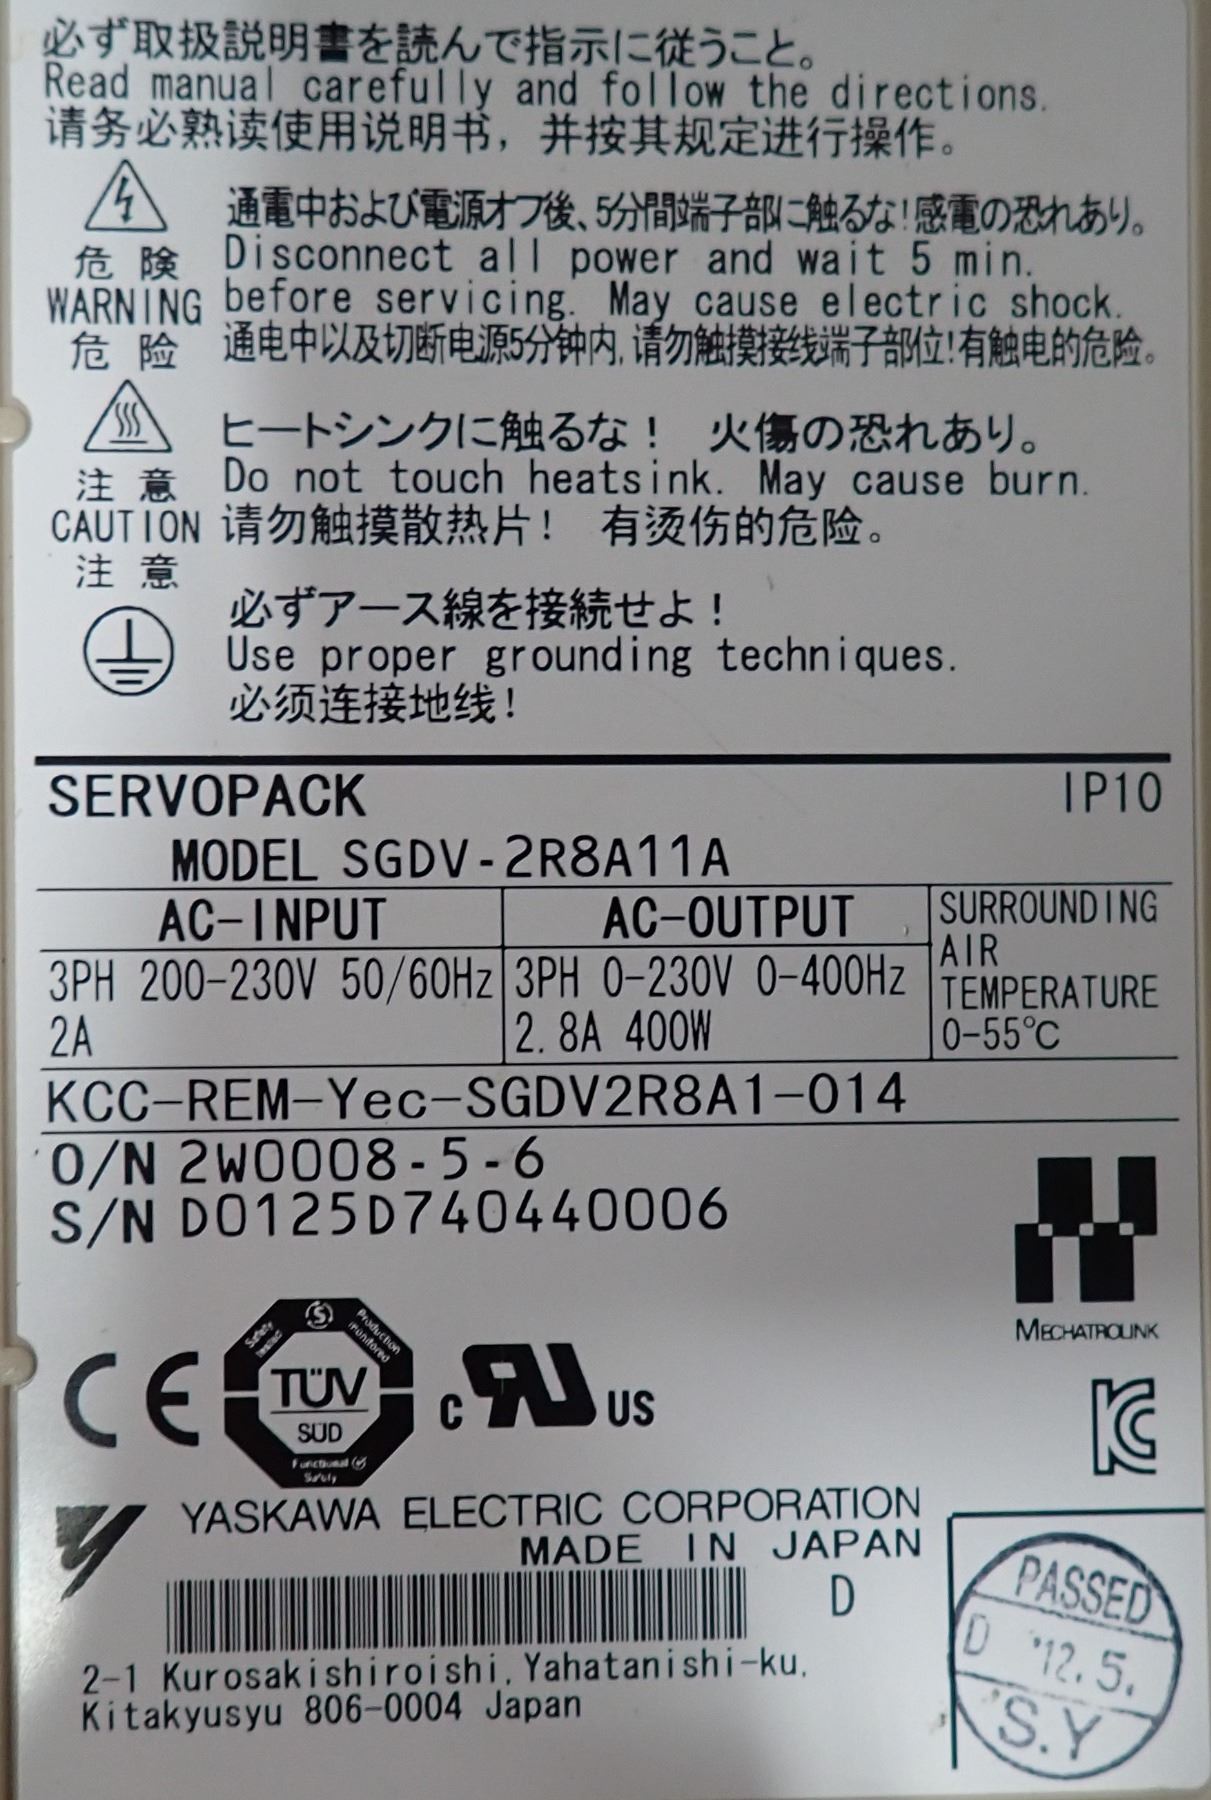 必ず取扱説明書を読んで指示に従うこと。
Read manual carefully and follow the directions.
请务必熟读使用说明书，并按其规定进行操作。
危険
WARNING
危险
通電中および電源オフ後、5分間端子部に触るな！感電の恐れあり。
Disconnect all power and wait 5 min.
before servicing. May cause electric shock.
通电中以及切断电源5分钟内，请勿触摸接线端子部位！有触电的危险。
注意
CAUTION
注意
ヒートシンクに触るな！ 火傷の恐れあり。
Do not touch heatsink. May cause burn.
请勿触摸散热片！ 有烫伤的危险。
必ずアース線を接続せよ！
Use proper grounding techniques.
必须连接地线！
SERVOPACK IP10
MODEL SGDV-2R8A11A
AC-INPUT
3PH 200-230V 50/60Hz
2A
AC-OUTPUT
3PH 0-230V 0-400Hz
2.8A 400W
SURROUNDING
AIR
TEMPERATURE
0-55℃
KCC-REM-Yec-SGDV2R8A1-014
O/N 2W0008-5-6
S/N D0125D740440006
MECHATROLINK
CE
Safety tested
S
Production monitored
TÜV
SÜD
Functional
Safety
c RU US
KC
YASKAWA ELECTRIC CORPORATION
MADE IN JAPAN
D
2-1 Kurosakishiroishi, Yahatanishi-ku,
Kitakyusyu 806-0004 Japan
PASSED
D '12.5.
S.Y